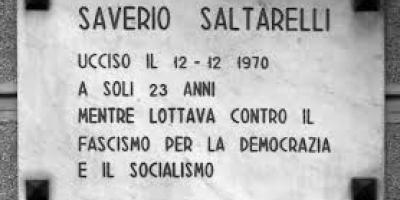 SAVERIO SALTARELLI
UCCISO IL 12-12 1970
A SOLI 23 ANNI
MENTRE LOTTAVA CONTRO IL
FASCISMO PER LA DEMOCRAZIA
E IL SOCIALISMO